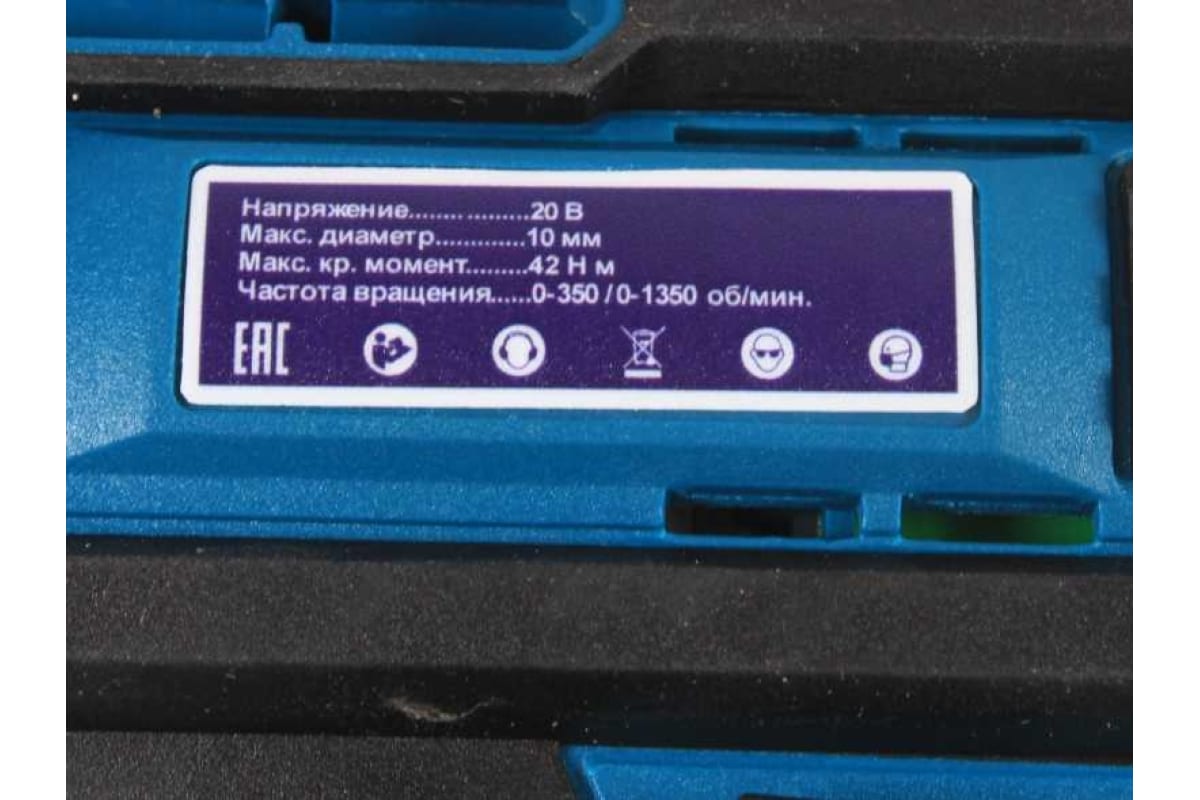 Напряжение........ .........20 В
Макс. диаметр.............10 мм
Макс. кр. момент.........42 Н м
Частота вращения......0-350 / 0-1350 об/мин.
ЕАС